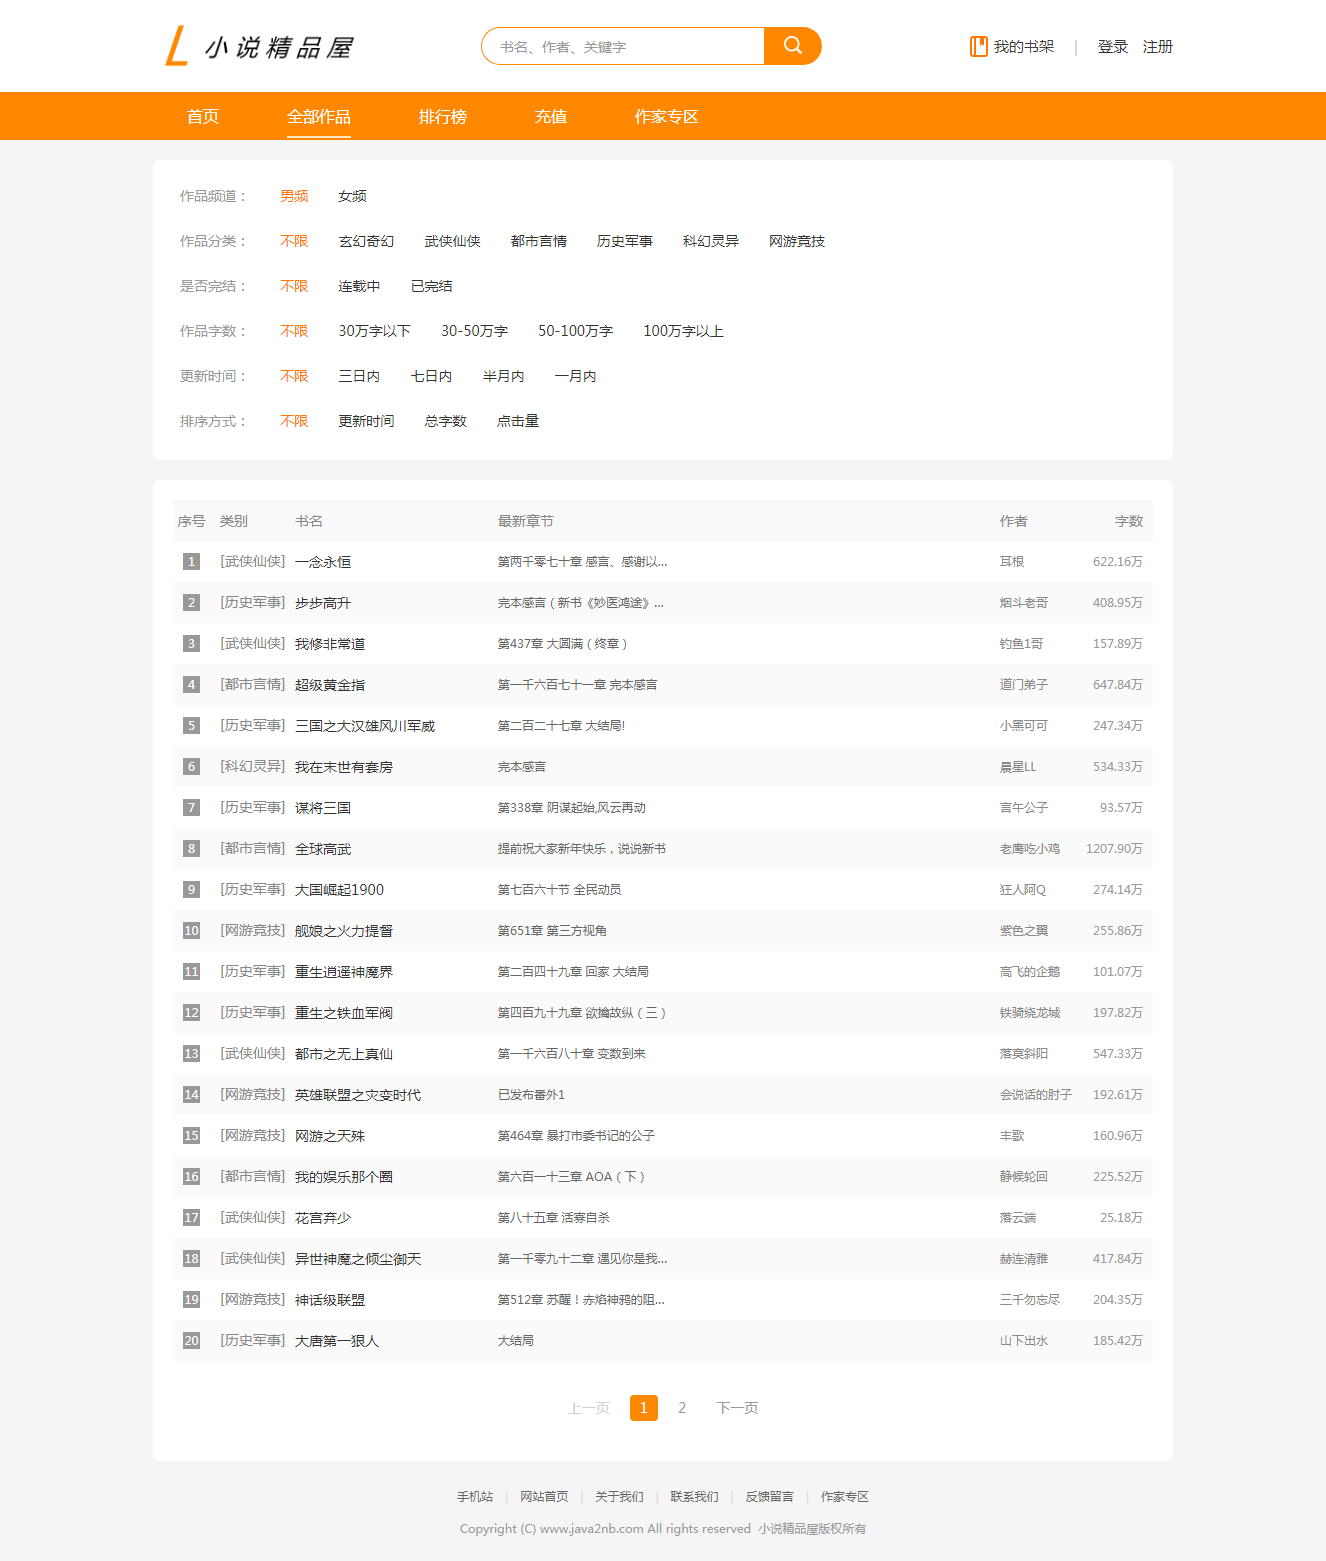 小说精品屋
书名、作者、关键字
我的书架 | 登录 注册
首页 全部作品 排行榜 充值 作家专区
作品频道： 男频 女频
作品分类： 不限 玄幻奇幻 武侠仙侠 都市言情 历史军事 科幻灵异 网游竞技
是否完结： 不限 连载中 已完结
作品字数： 不限 30万字以下 30-50万字 50-100万字 100万字以上
更新时间： 不限 三日内 七日内 半月内 一月内
排序方式： 不限 更新时间 总字数 点击量
序号 类别 书名 最新章节 作者 字数
1 [武侠仙侠] 一念永恒 第两千零七十章 感言、感谢以... 耳根 622.16万
2 [历史军事] 步步高升 完本感言（新书《妙医鸿途》... 烟斗老哥 408.95万
3 [武侠仙侠] 我修非常道 第437章 大圆满（终章） 钓鱼1哥 157.89万
4 [都市言情] 超级黄金指 第一千六百七十一章 完本感言 道门弟子 647.84万
5 [历史军事] 三国之大汉雄风川军威 第二百二十七章 大结局! 小黑可可 247.34万
6 [科幻灵异] 我在末世有套房 完本感言 晨星LL 534.33万
7 [历史军事] 谋将三国 第338章 阴谋起始,风云再动 言午公子 93.57万
8 [都市言情] 全球高武 提前祝大家新年快乐，说说新书 老鹰吃小鸡 1207.90万
9 [历史军事] 大国崛起1900 第七百六十节 全民动员 狂人阿Q 274.14万
10 [网游竞技] 舰娘之火力提督 第651章 第三方视角 紫色之翼 255.86万
11 [历史军事] 重生逍遥神魔界 第二百四十九章 回家 大结局 高飞的企鹅 101.07万
12 [历史军事] 重生之铁血军阀 第四百九十九章 欲擒故纵（三） 铁骑绕龙城 197.82万
13 [武侠仙侠] 都市之无上真仙 第一千六百八十章 变数到来 落寞斜阳 547.33万
14 [网游竞技] 英雄联盟之灾变时代 已发布番外1 会说话的肘子 192.61万
15 [网游竞技] 网游之天殊 第464章 暴打市委书记的公子 丰歌 160.96万
16 [都市言情] 我的娱乐那个圈 第六百一十三章 AOA（下） 静候轮回 225.52万
17 [武侠仙侠] 花宫弃少 第八十五章 活寡自杀 落云端 25.18万
18 [武侠仙侠] 异世神魔之倾尘御天 第一千零九十二章 遇见你是我... 赫连清雅 417.84万
19 [网游竞技] 神话级联盟 第512章 苏醒！赤焰神鸦的阻... 三千勿忘尽 204.35万
20 [历史军事] 大唐第一狠人 大结局 山下出水 185.42万
上一页 1 2 下一页
手机站 | 网站首页 | 关于我们 | 联系我们 | 反馈留言 | 作家专区
Copyright (C) www.java2nb.com All rights reserved 小说精品屋版权所有